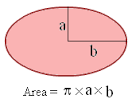 a
b
Area = π×a×b